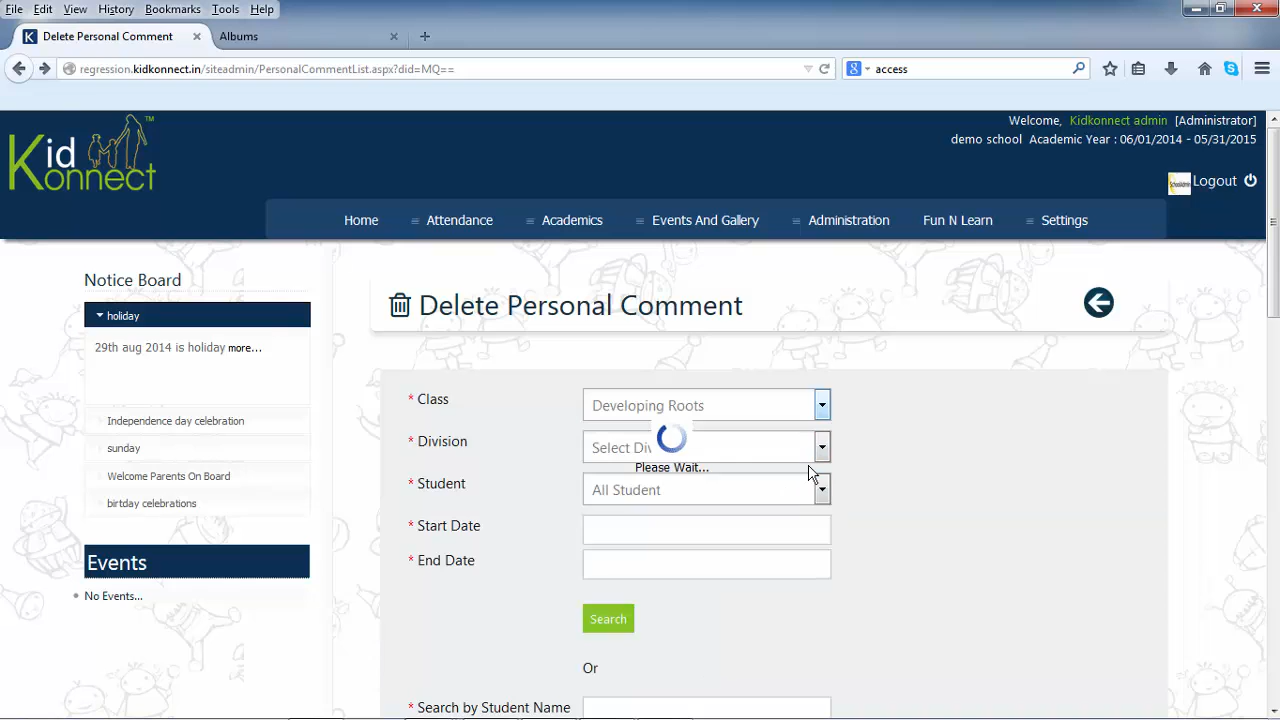 File Edit View History Bookmarks Tools Help
Delete Personal Comment
Albums
regression.kidkonnect.in/siteadmin/PersonalCommentList.aspx?did=MQ==
access
Kid Konnect TM
Welcome, Kidkonnect admin [Administrator]
demo school Academic Year : 06/01/2014 - 05/31/2015
Logout
Home Attendance Academics Events And Gallery Administration Fun N Learn Settings
Notice Board
holiday
29th aug 2014 is holiday more...
Independence day celebration
sunday
Welcome Parents On Board
birtday celebrations
Events
No Events...
Delete Personal Comment
* Class Developing Roots
* Division Select Div
Please Wait...
* Student All Student
* Start Date
* End Date
Search
Or
* Search by Student Name